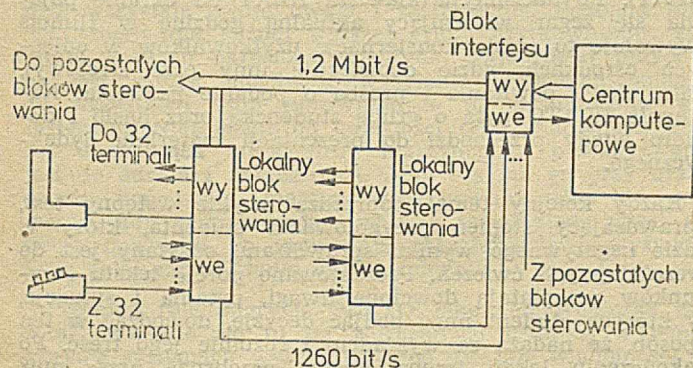 Blok
interfejsu
Do pozostałych
bloków stero-
wania
1,2 Mbit/s
wy
we
Centrum
kompute-
rowe
Do 32
terminali
wy
we
Lokalny
blok
stero-
wania
wy
we
Lokalny
blok
stero-
wania
Z 32
terminali
Z pozostałych
bloków
sterowania
1260 bit/s